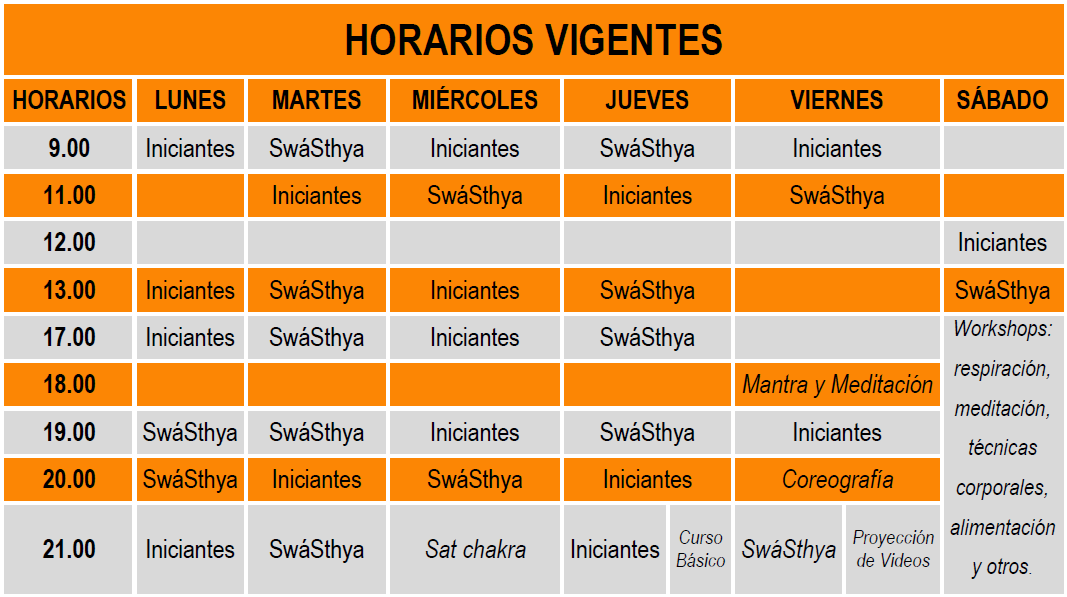 HORARIOS VIGENTES
HORARIOS LUNES MARTES MIÉRCOLES JUEVES VIERNES SÁBADO
9.00 Iniciantes SwáSthya Iniciantes SwáSthya Iniciantes
11.00 Iniciantes SwáSthya Iniciantes SwáSthya
12.00 Iniciantes
13.00 Iniciantes SwáSthya Iniciantes SwáSthya SwáSthya
17.00 Iniciantes SwáSthya Iniciantes SwáSthya
18.00 Mantra y Meditación
19.00 SwáSthya SwáSthya Iniciantes SwáSthya Iniciantes
20.00 SwáSthya Iniciantes SwáSthya Iniciantes Coreografía
21.00 Iniciantes SwáSthya Sat chakra Iniciantes
Curso
Básico
SwáSthya
Proyección
de Videos
Workshops:
respiración,
meditación,
técnicas
corporales,
alimentación
y otros.